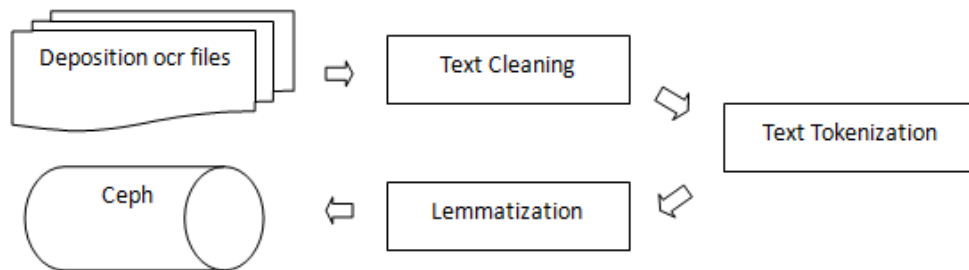 Deposition ocr files
Text Cleaning
Text Tokenization
Lemmatization
Ceph